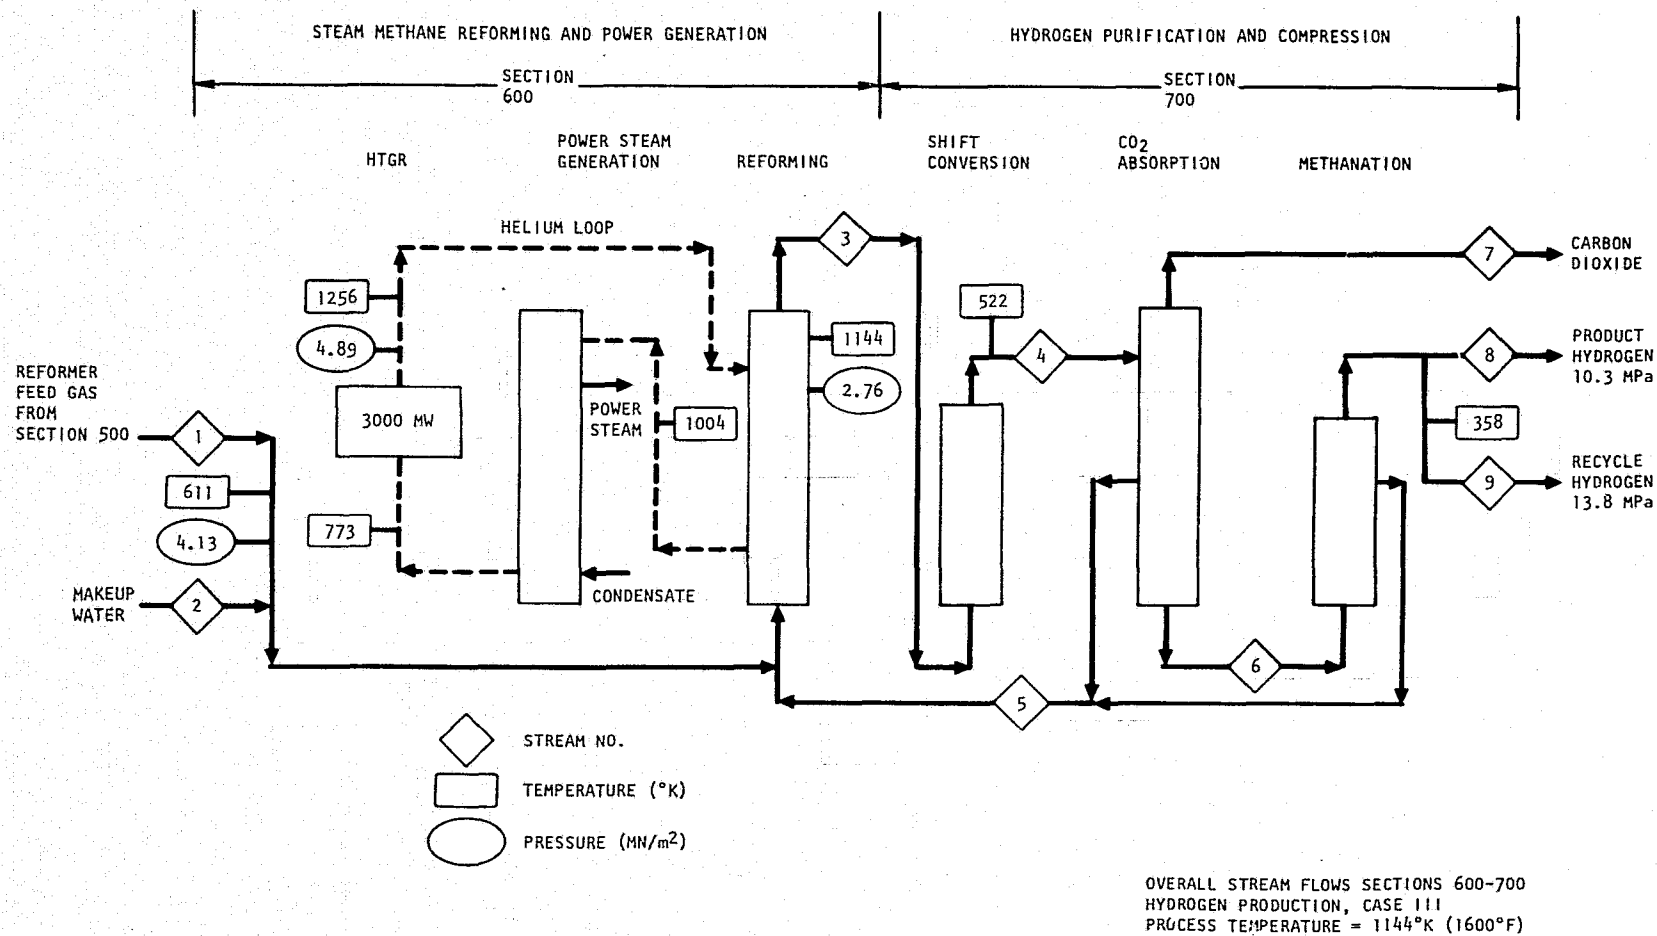 STEAM METHANE REFORMING AND POWER GENERATION
HYDROGEN PURIFICATION AND COMPRESSION
SECTION
600
SECTION
700
HTGR
POWER STEAM
GENERATION
REFORMING
SHIFT
CONVERSION
CO2
ABSORPTION
METHANATION
HELIUM LOOP
3
7
CARBON
DIOXIDE
1256
522
4.89
1144
4
8
PRODUCT
HYDROGEN
10.3 MPa
REFORMER
FEED GAS
FROM
SECTION 500
1
3000 MW
POWER
STEAM
1004
2.76
358
611
9
RECYCLE
HYDROGEN
13.8 MPa
4.13
773
MAKEUP
WATER
2
CONDENSATE
6
5
STREAM NO.
TEMPERATURE (°K)
PRESSURE (MN/m2)
OVERALL STREAM FLOWS SECTIONS 600-700
HYDROGEN PRODUCTION, CASE III
PROCESS TEMPERATURE = 1144°K (1600°F)